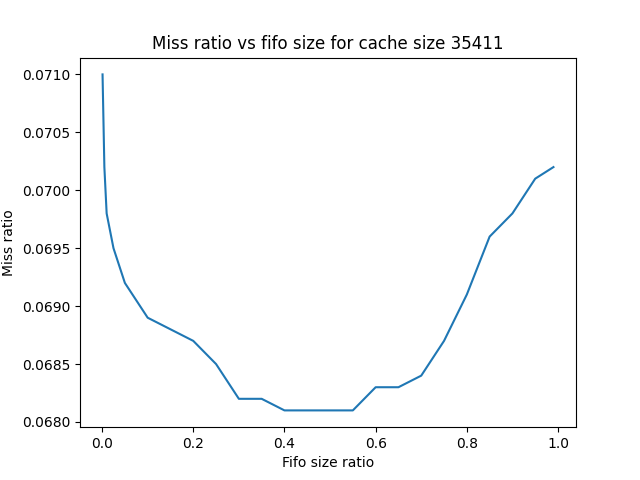 Miss ratio vs fifo size for cache size 35411
0.0710
0.0705
0.0700
0.0695
0.0690
0.0685
0.0680
Miss ratio
0.0 0.2 0.4 0.6 0.8 1.0
Fifo size ratio